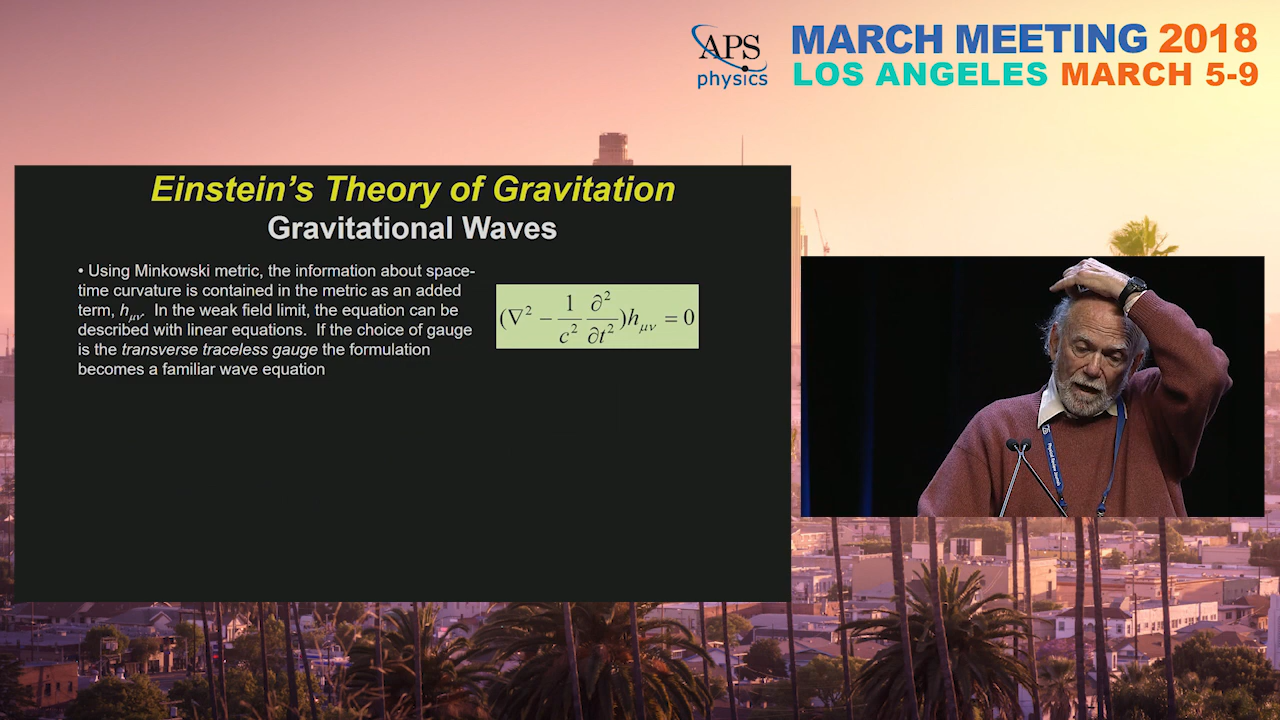 APS
physics
MARCH MEETING 2018
LOS ANGELES MARCH 5-9
Einstein's Theory of Gravitation
Gravitational Waves
• Using Minkowski metric, the information about space-
time curvature is contained in the metric as an added
term, hμν. In the weak field limit, the equation can be
described with linear equations. If the choice of gauge
is the transverse traceless gauge the formulation
becomes a familiar wave equation
(∇² − 1/c² ∂²/∂t²)hμν = 0